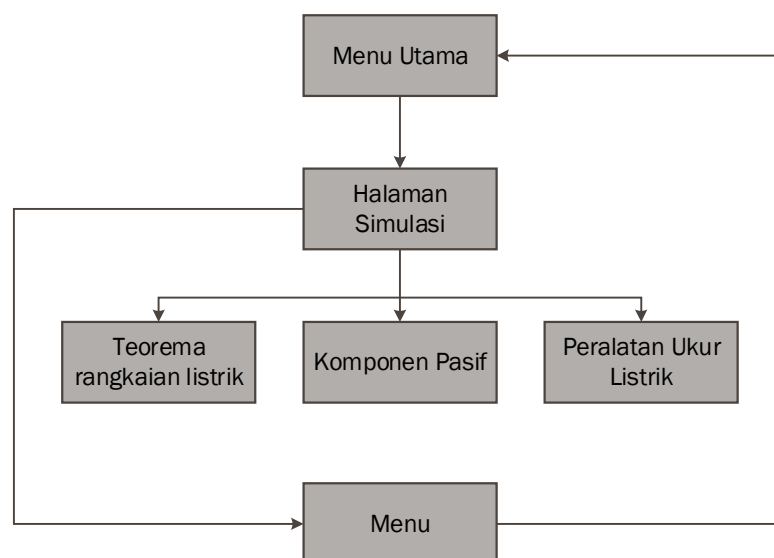 Menu Utama
Halaman
Simulasi
Teorema
rangkaian listrik
Komponen Pasif
Peralatan Ukur
Listrik
Menu